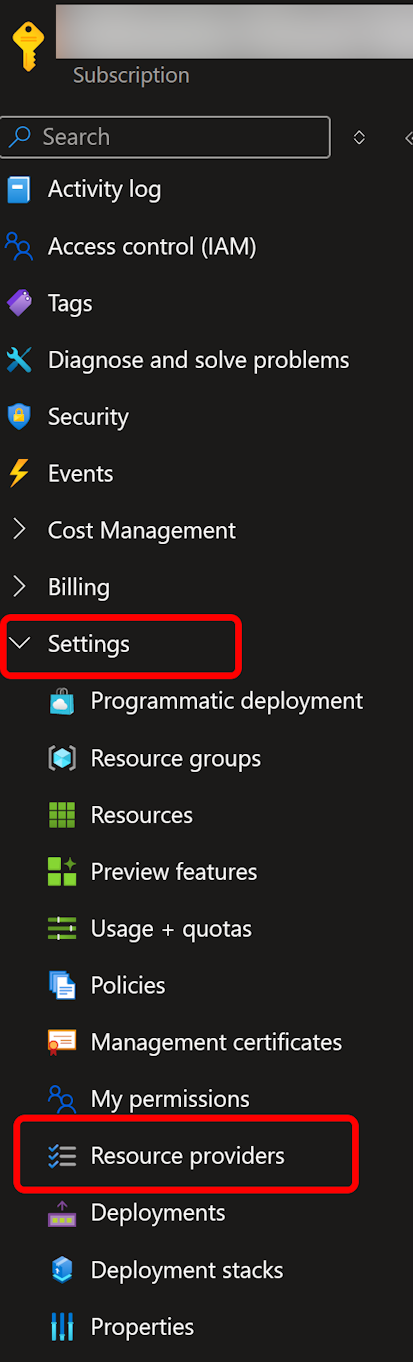 Subscription
Search
Activity log
Access control (IAM)
Tags
Diagnose and solve problems
Security
Events
Cost Management
Billing
Settings
Programmatic deployment
Resource groups
Resources
Preview features
Usage + quotas
Policies
Management certificates
My permissions
Resource providers
Deployments
Deployment stacks
Properties